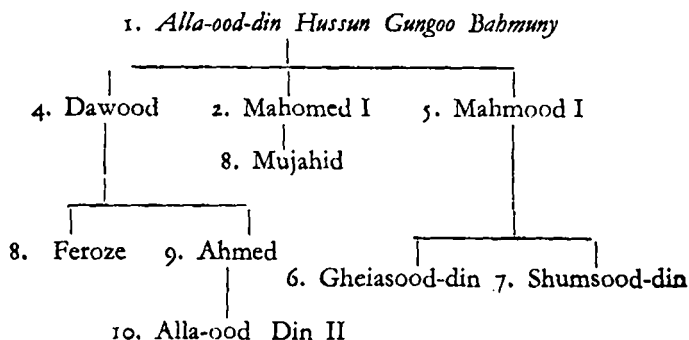 1. Alla-ood-din Hussun Gungoo Bahmuny
4. Dawood 2. Mahomed I 5. Mahmood I
8. Mujahid
8. Feroze 9. Ahmed
6. Gheiasood-din 7. Shumsood-din
10. Alla-ood Din II